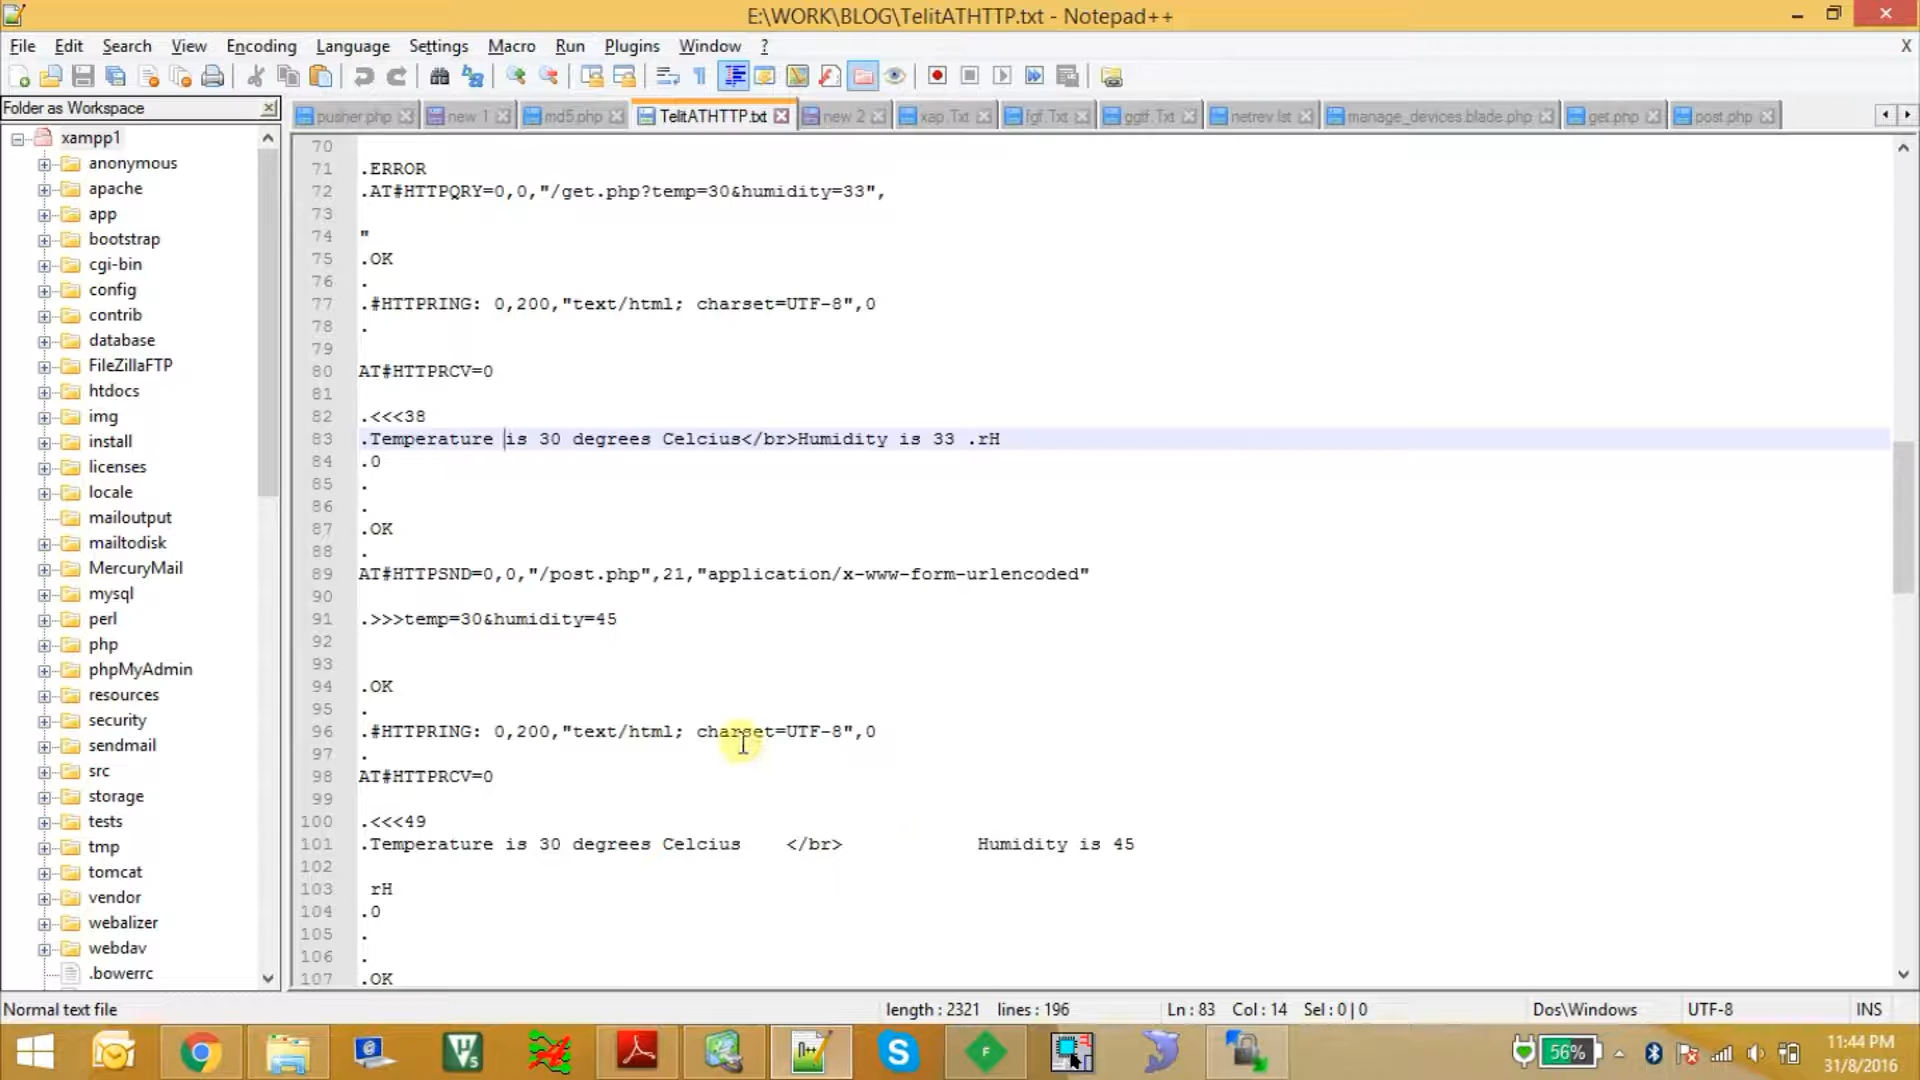 E:\WORK\BLOG\TelitATHTTP.txt - Notepad++
File Edit Search View Encoding Language Settings Macro Run Plugins Window ? X
Folder as Workspace
pusher.php new 1 md5.php TelitATHTTP.txt new 2 xap.Txt fgf.Txt ggff.Txt netrev.lst manage_devices.blade.php get.php post.php
xampp1
anonymous
apache
app
bootstrap
cgi-bin
config
contrib
database
FileZillaFTP
htdocs
img
install
licenses
locale
mailoutput
mailtodisk
MercuryMail
mysql
perl
php
phpMyAdmin
resources
security
sendmail
src
storage
tests
tmp
tomcat
vendor
webalizer
webdav
.bowerrc
70
71 .ERROR
72 .AT#HTTPQRY=0,0,"/get.php?temp=30&humidity=33",
73
74 "
75 .OK
76 .
77 .#HTTPRING: 0,200,"text/html; charset=UTF-8",0
78 .
79
80 AT#HTTPRCV=0
81
82 .<<<38
83 .Temperature is 30 degrees Celcius</br>Humidity is 33 .rH
84 .0
85 .
86 .
87 .OK
88 .
89 AT#HTTPSND=0,0,"/post.php",21,"application/x-www-form-urlencoded"
90
91 .>>>temp=30&humidity=45
92
93
94 .OK
95 .
96 .#HTTPRING: 0,200,"text/html; charset=UTF-8",0
97 .
98 AT#HTTPRCV=0
99
100 .<<<49
101 .Temperature is 30 degrees Celcius </br> Humidity is 45
102
103 rH
104 .0
105 .
106 .
107 .OK
Normal text file length : 2321 lines : 196 Ln : 83 Col : 14 Sel : 0 | 0 Dos\Windows UTF-8 INS
56% 11:44 PM
31/8/2016